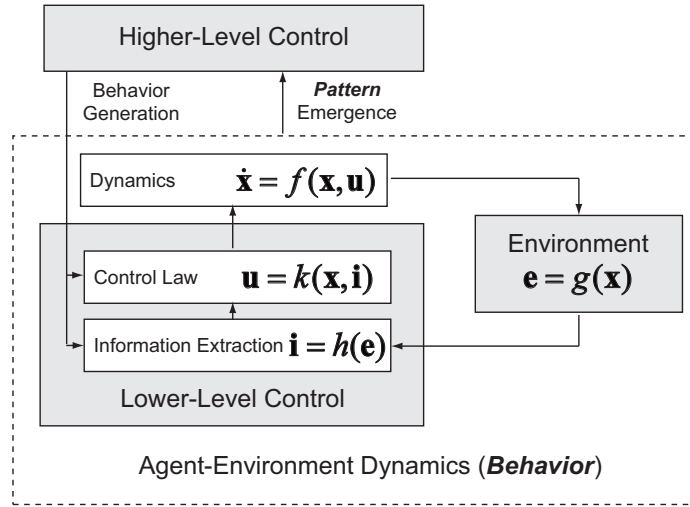 Higher-Level Control
Behavior
Generation
Pattern
Emergence
Dynamics ẋ = f(x, u)
Environment
e = g(x)
Control Law u = k(x, i)
Information Extraction i = h(e)
Lower-Level Control
Agent-Environment Dynamics (Behavior)